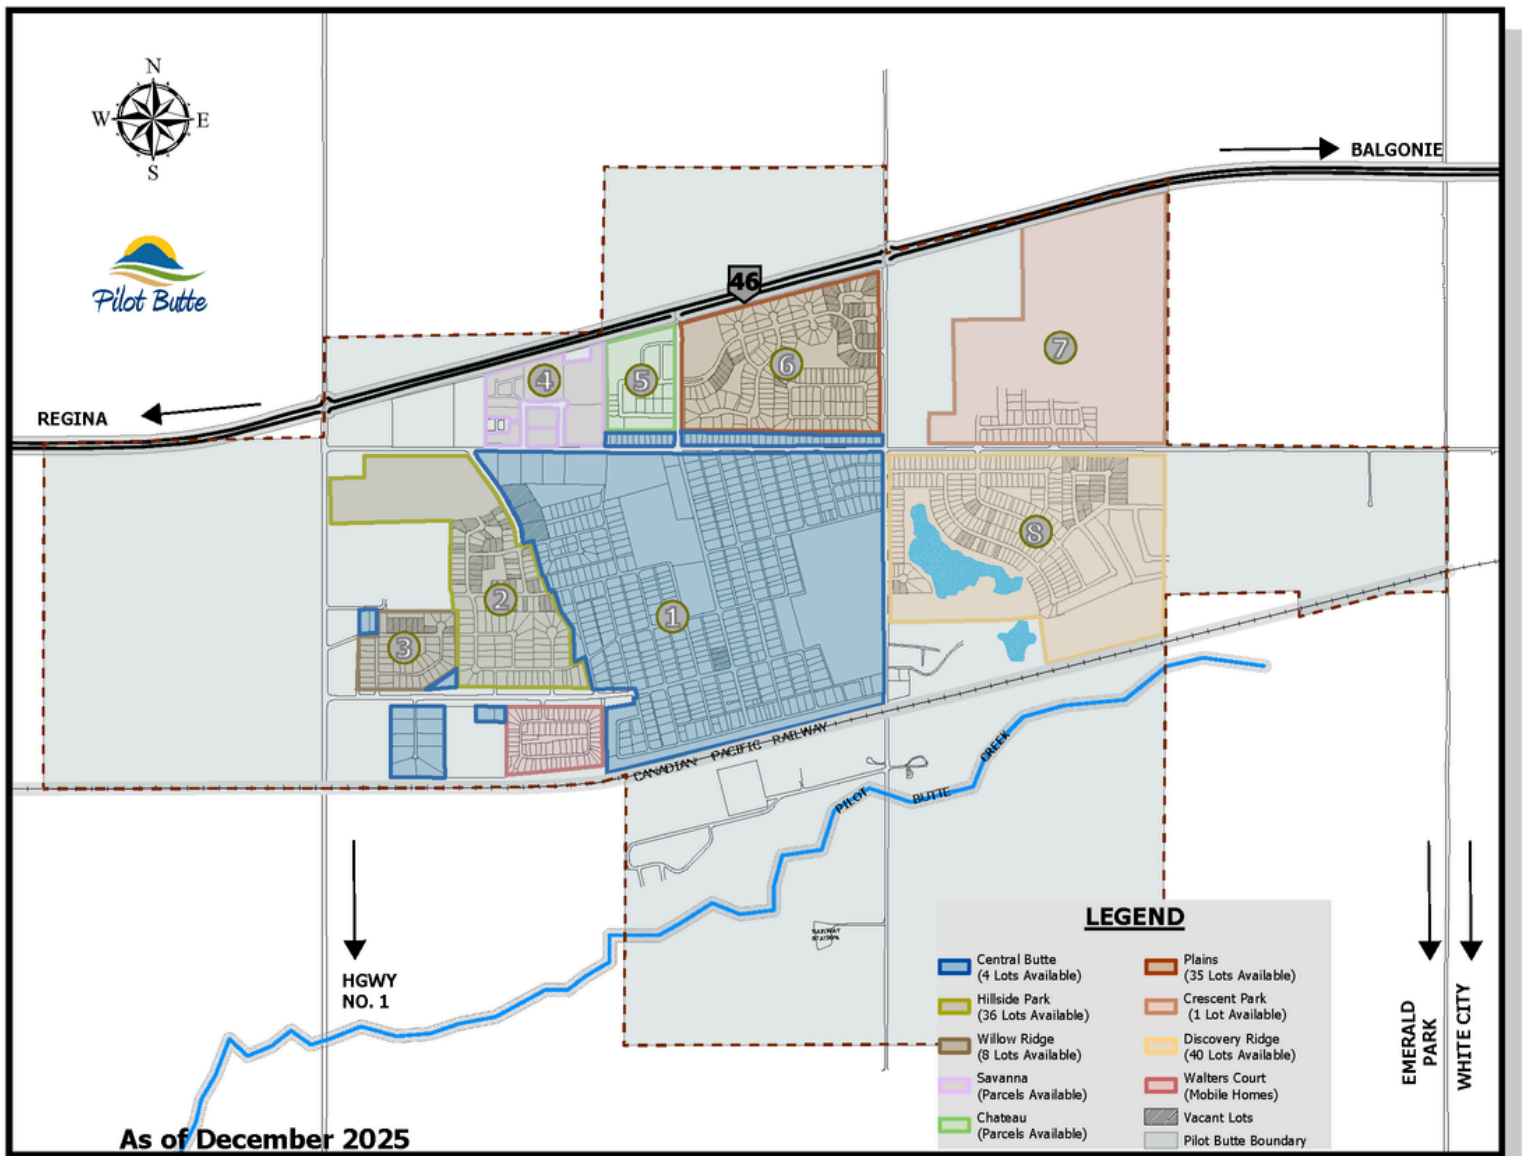 N
W
E
S
Pilot Butte
BALGONIE
46
REGINA
4
5
6
7
8
2
1
3
CANADIAN PACIFIC RAILWAY
PILOT BUTTE CREEK
RAILWAY
STATION
HGWY
NO. 1
EMERALD
PARK
WHITE CITY
LEGEND
Central Butte
(4 Lots Available)
Hillside Park
(36 Lots Available)
Willow Ridge
(8 Lots Available)
Savanna
(Parcels Available)
Chateau
(Parcels Available)
Plains
(35 Lots Available)
Crescent Park
(1 Lot Available)
Discovery Ridge
(40 Lots Available)
Walters Court
(Mobile Homes)
Vacant Lots
Pilot Butte Boundary
As of December 2025